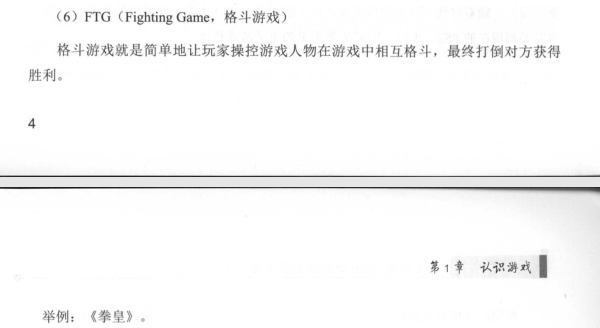 （6）FTG（Fighting Game，格斗游戏）
格斗游戏就是简单地让玩家操控游戏人物在游戏中相互格斗，最终打倒对方获得
胜利。
4
第1章 认识游戏
举例：《拳皇》。